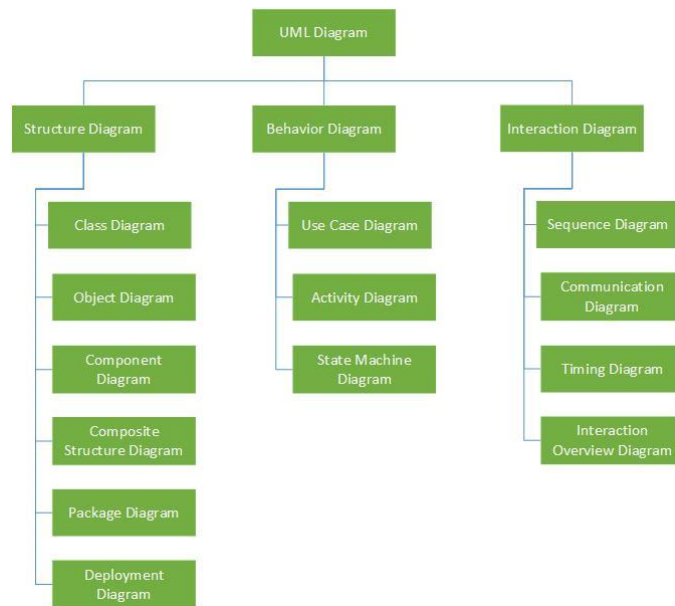 UML Diagram
Structure Diagram
Behavior Diagram
Interaction Diagram
Class Diagram
Object Diagram
Component
Diagram
Composite
Structure Diagram
Package Diagram
Deployment
Diagram
Use Case Diagram
Activity Diagram
State Machine
Diagram
Sequence Diagram
Communication
Diagram
Timing Diagram
Interaction
Overview Diagram